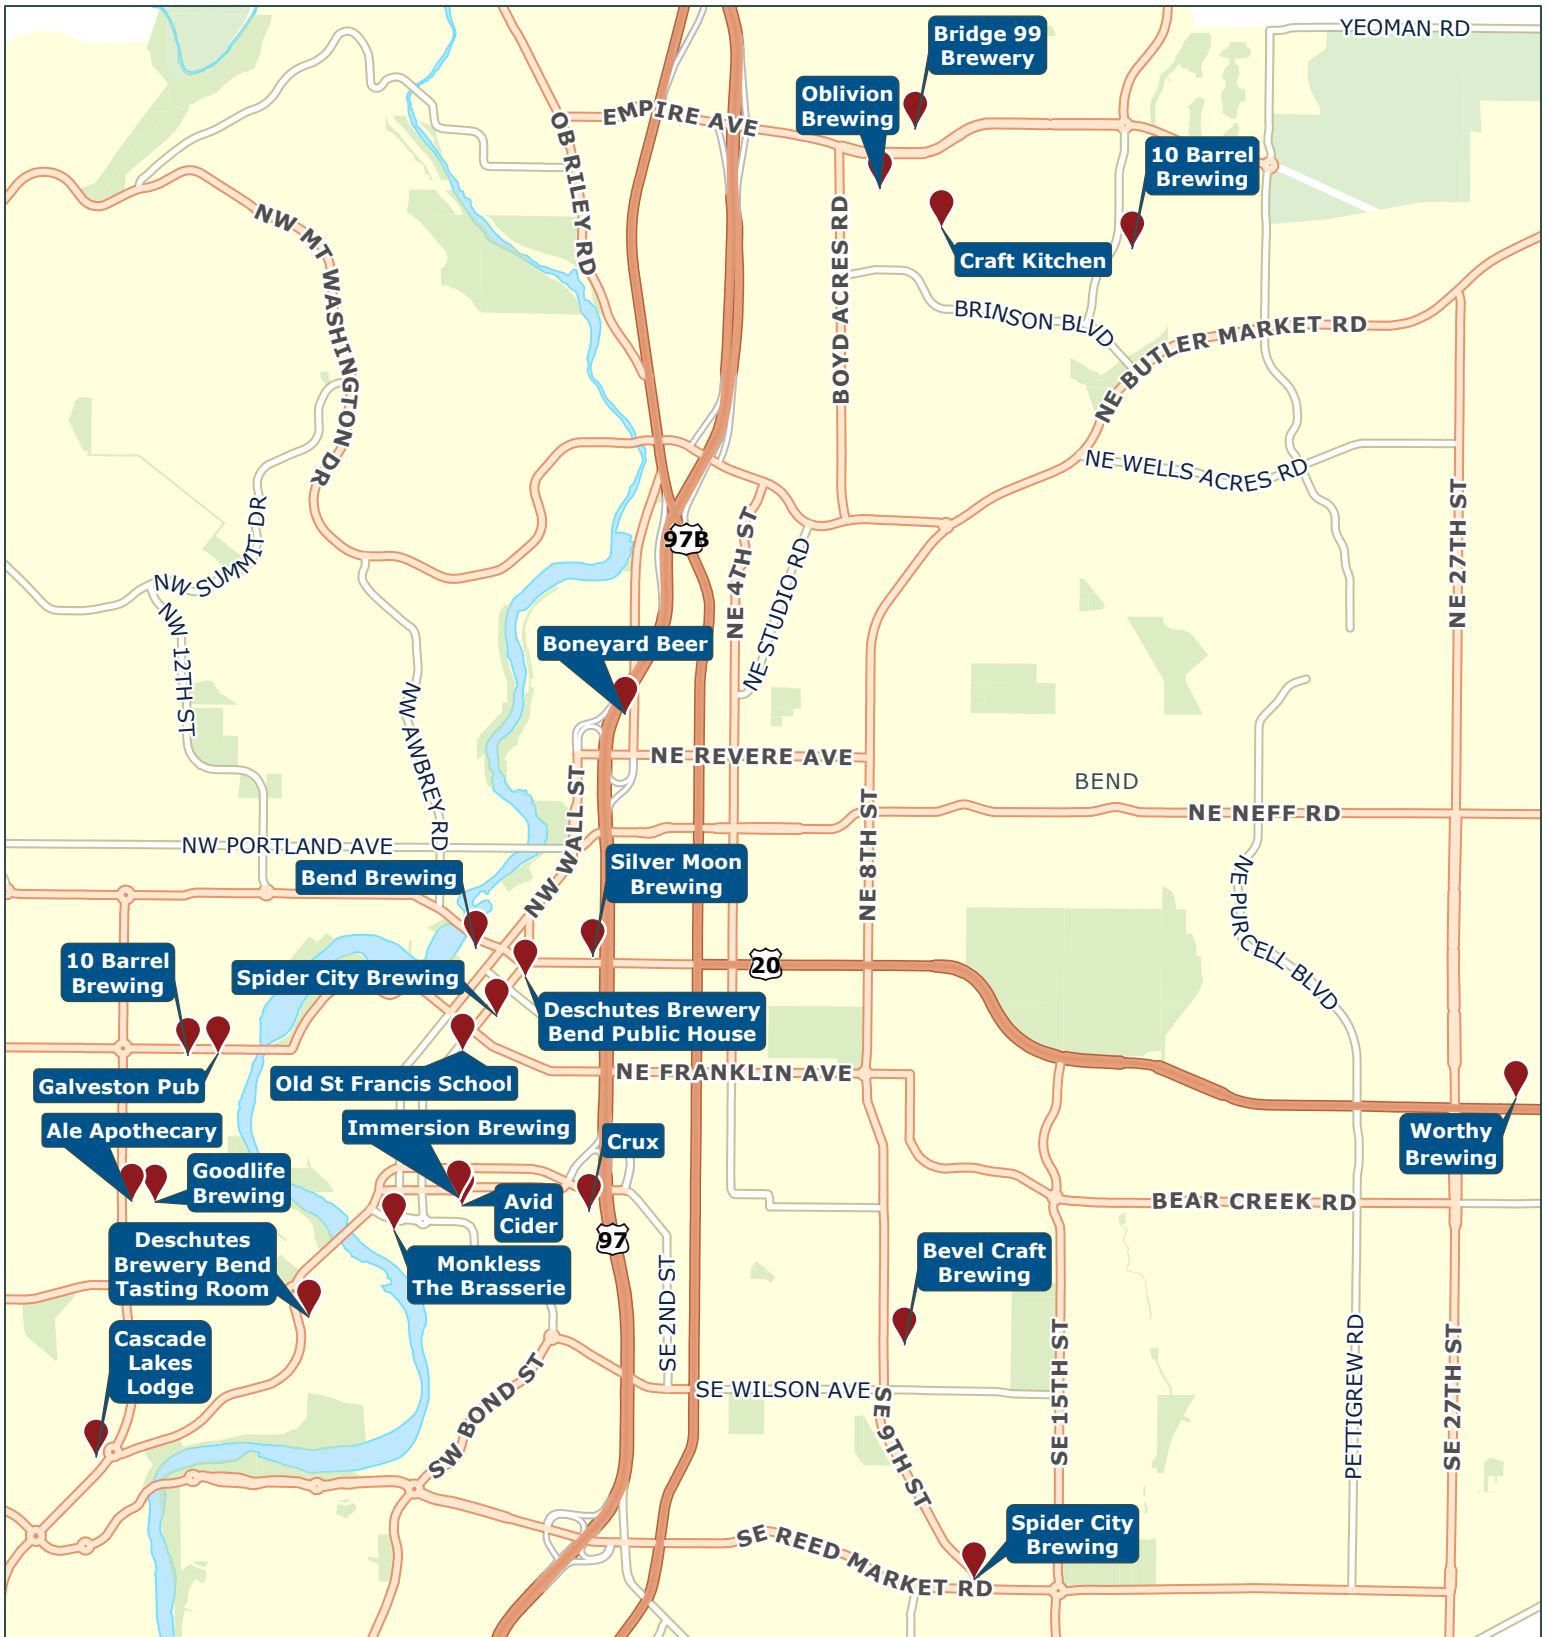 YEOMAN RD
Bridge 99
Brewery
Oblivion
Brewing
EMPIRE AVE
OB RILEY RD
10 Barrel
Brewing
NW MT WASHINGTON DR
BOYD ACRES RD
Craft Kitchen
BRINSON BLVD
NE BUTLER MARKET RD
NE WELLS ACRES RD
NE 27TH ST
NW SUMMIT DR
97B
NE 4TH ST
NE STUDIO RD
NW 12TH ST
Boneyard Beer
NW AWBREY RD
NE REVERE AVE
BEND
NW WALL ST
NE 8TH ST
NE NEFF RD
NW PORTLAND AVE
Silver Moon
Brewing
Bend Brewing
NE PURCELL BLVD
10 Barrel
Brewing
Spider City Brewing
20
Deschutes Brewery
Bend Public House
Galveston Pub
Old St Francis School
NE FRANKLIN AVE
Ale Apothecary
Immersion Brewing
Crux
Worthy
Brewing
Goodlife
Brewing
Avid
Cider
BEAR CREEK RD
97
Deschutes
Brewery Bend
Tasting Room
Monkless
The Brasserie
SE 2ND ST
Bevel Craft
Brewing
Cascade
Lakes
Lodge
SW BOND ST
SE WILSON AVE
SE 9TH ST
SE 15TH ST
PETTIGREW RD
SE 27TH ST
Spider City
Brewing
SE REED MARKET RD